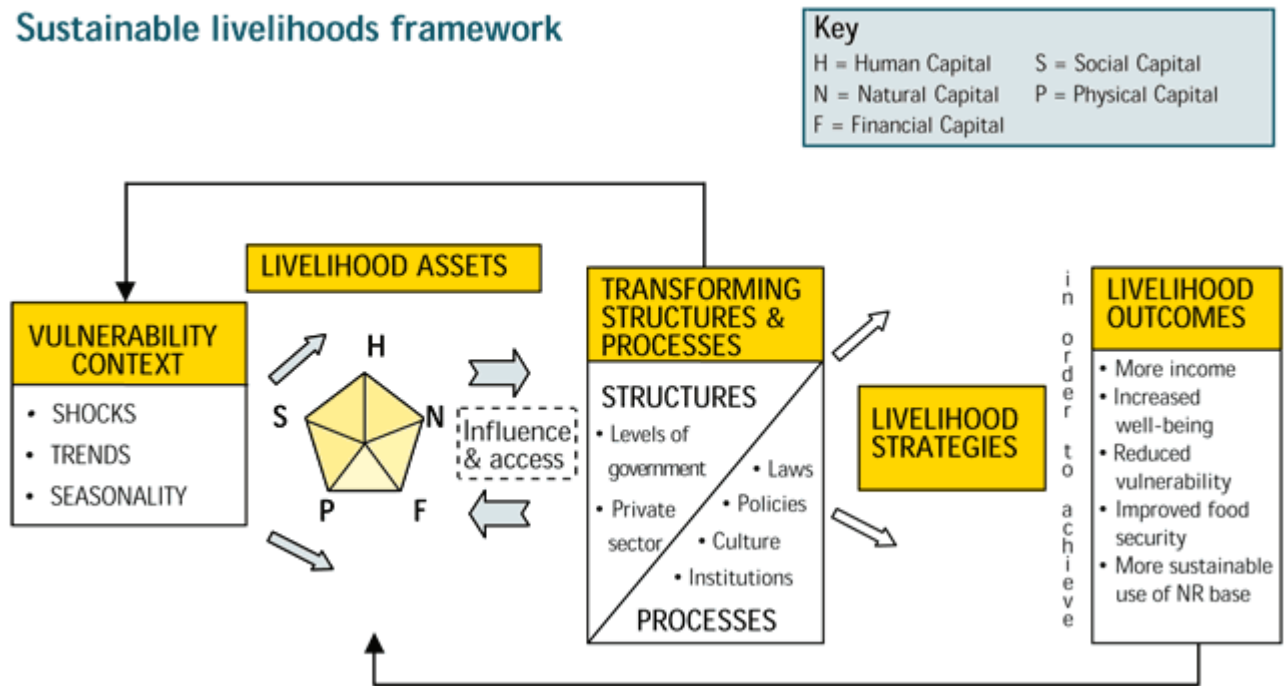 Sustainable livelihoods framework
Key
H = Human Capital S = Social Capital
N = Natural Capital P = Physical Capital
F = Financial Capital
VULNERABILITY
CONTEXT
• SHOCKS
• TRENDS
• SEASONALITY
LIVELIHOOD ASSETS
H
S
N
P
F
Influence
& access
TRANSFORMING
STRUCTURES &
PROCESSES
STRUCTURES
• Levels of
government
• Private
sector
• Laws
• Policies
• Culture
• Institutions
PROCESSES
LIVELIHOOD
STRATEGIES
in order to achieve
LIVELIHOOD
OUTCOMES
• More income
• Increased
well-being
• Reduced
vulnerability
• Improved food
security
• More sustainable
use of NR base